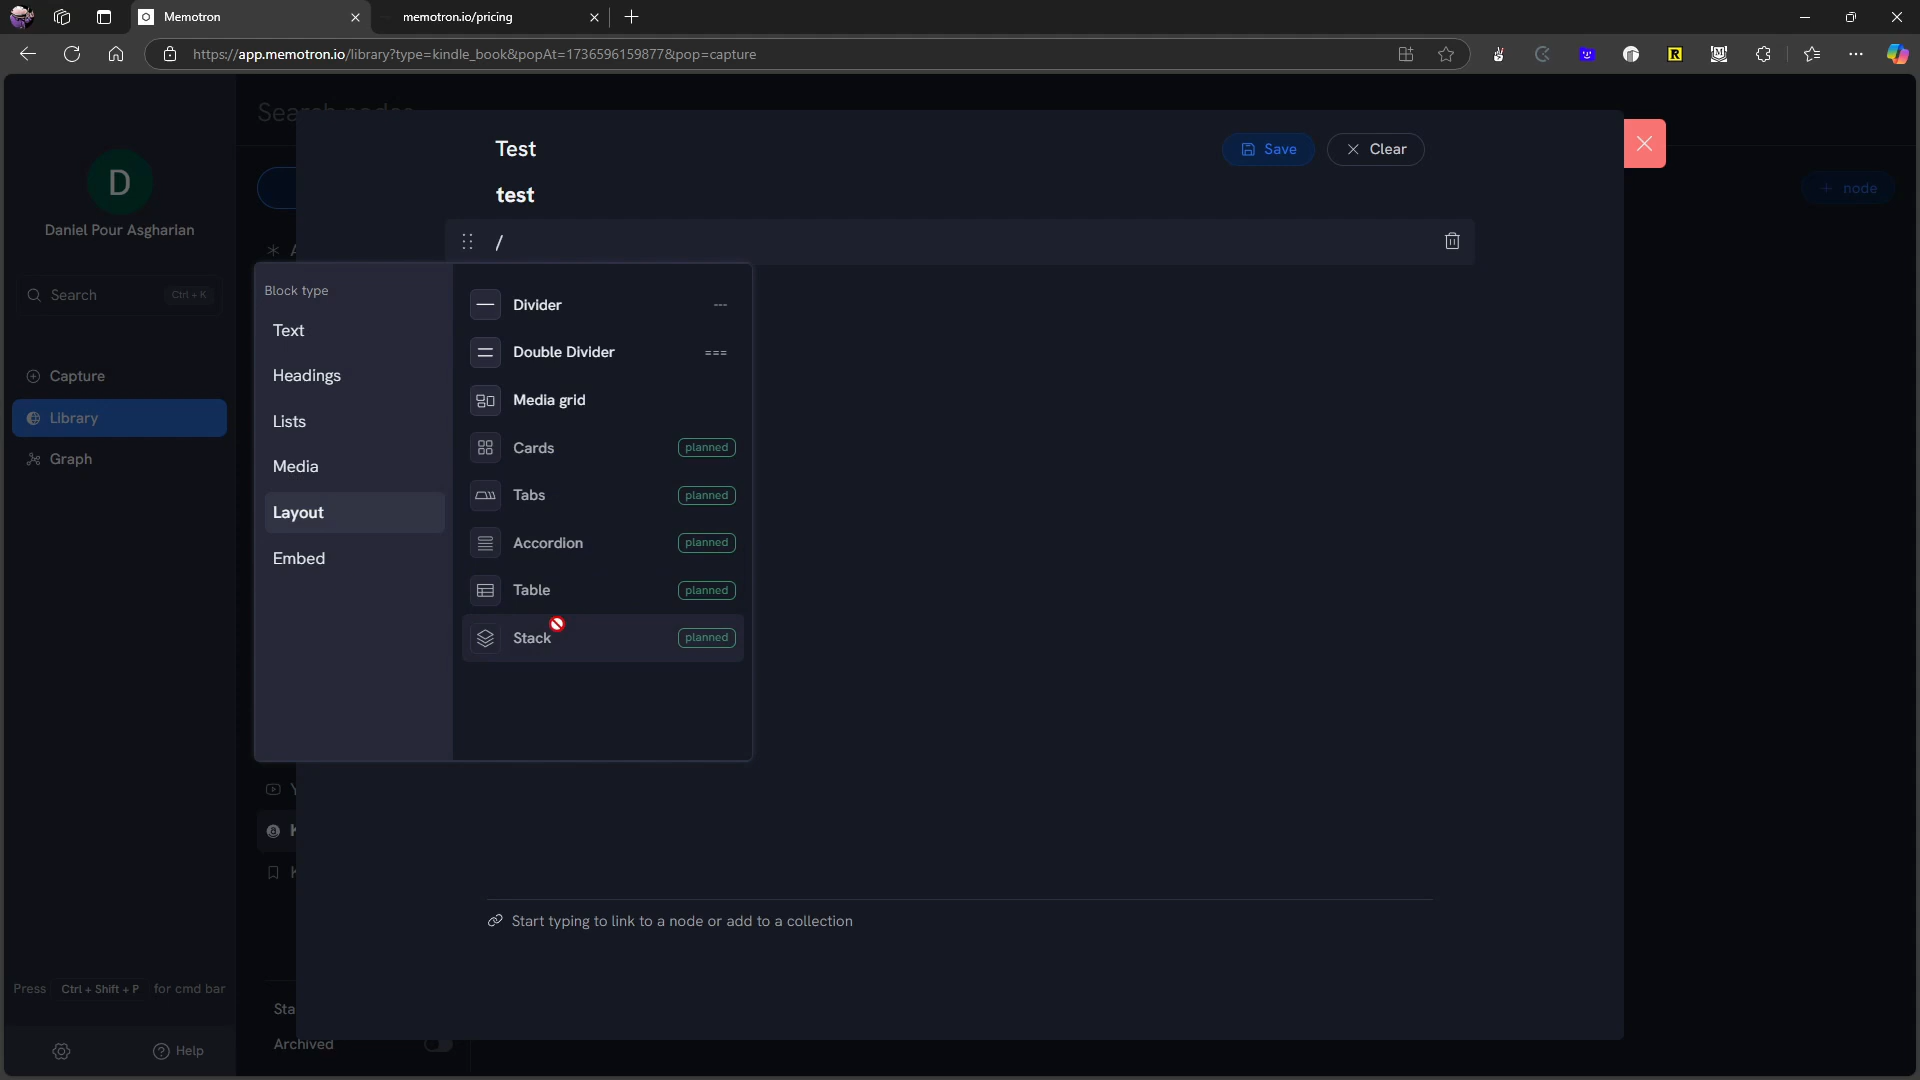 Memotron
memotron.io/pricing
https://app.memotron.io/library?type=kindle_book&popAt=1736596159877&pop=capture
Search nodes
D
Daniel Pour Asgharian
Search
Ctrl + K
Capture
Library
Graph
Press Ctrl + Shift + P for cmd bar
Help
Archived
+ node
Test
Save
Clear
test
/
Block type
Text
Headings
Lists
Media
Layout
Embed
Divider ---
Double Divider ===
Media grid
Cards planned
Tabs planned
Accordion planned
Table planned
Stack planned
Start typing to link to a node or add to a collection